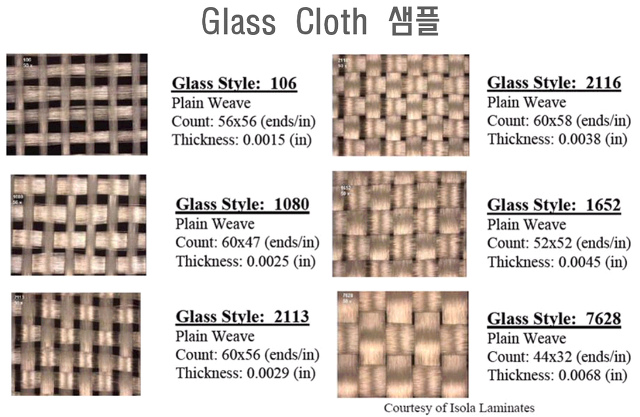 Glass Cloth 샘플
Glass Style: 106
Plain Weave
Count: 56x56 (ends/in)
Thickness: 0.0015 (in)
Glass Style: 2116
Plain Weave
Count: 60x58 (ends/in)
Thickness: 0.0038 (in)
Glass Style: 1080
Plain Weave
Count: 60x47 (ends/in)
Thickness: 0.0025 (in)
Glass Style: 1652
Plain Weave
Count: 52x52 (ends/in)
Thickness: 0.0045 (in)
Glass Style: 2113
Plain Weave
Count: 60x56 (ends/in)
Thickness: 0.0029 (in)
Glass Style: 7628
Plain Weave
Count: 44x32 (ends/in)
Thickness: 0.0068 (in)
Courtesy of Isola Laminates